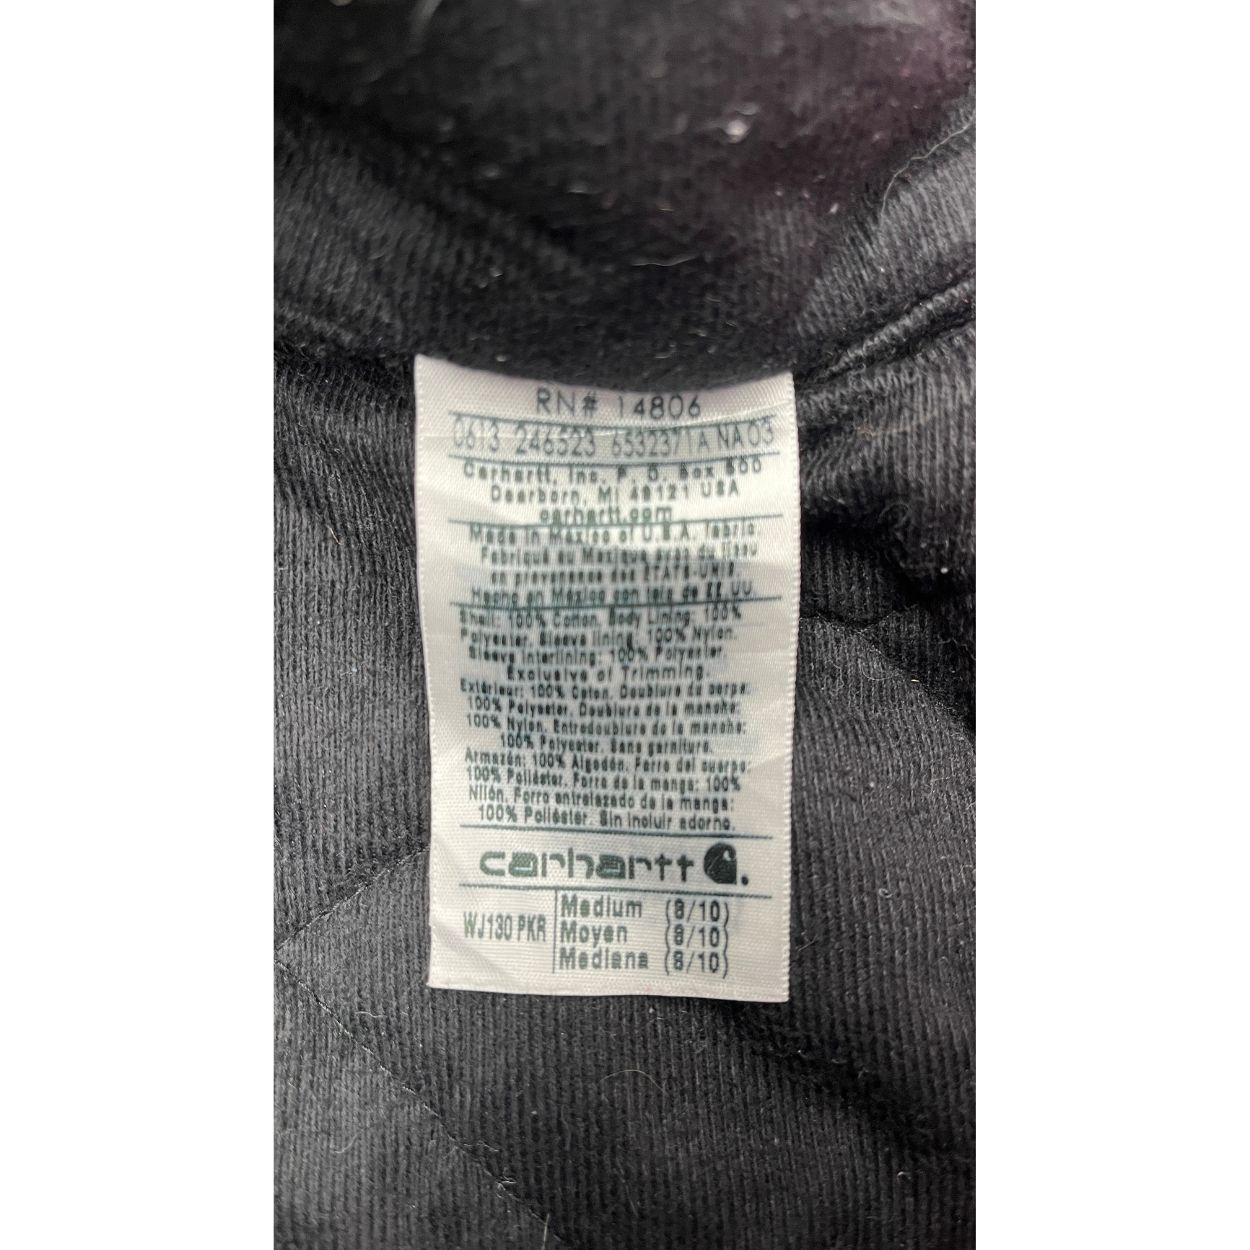 RN# 14806
0613 246523 6532371A NA03
Carhartt, Inc. P. O. Box 600
Dearborn, MI 48121 USA
carhartt.com
Made in Mexico of U.S.A. fabric
Fabriqué au Mexique avec du tissu
en provenance des ÉTATS-UNIS
Hecho en México con tela de EE.UU.
Shell: 100% Cotton. Body Lining: 100%
Polyester. Sleeve lining: 100% Nylon.
Sleeve Interlining: 100% Polyester.
Exclusive of Trimming.
Extérieur: 100% Coton. Doublure du corps:
100% Polyester. Doublure de la manche:
100% Nylon. Entredoublure de la manche:
100% Polyester. Sans garniture.
Armazón: 100% Algodón. Forro del cuerpo:
100% Poliéster. Forro de la manga: 100%
Nilón. Forro entrelazado de la manga:
100% Poliéster. Sin incluir adorno.
carhartt
WJ130 PKR
Medium (8/10)
Moyen (8/10)
Mediana (8/10)